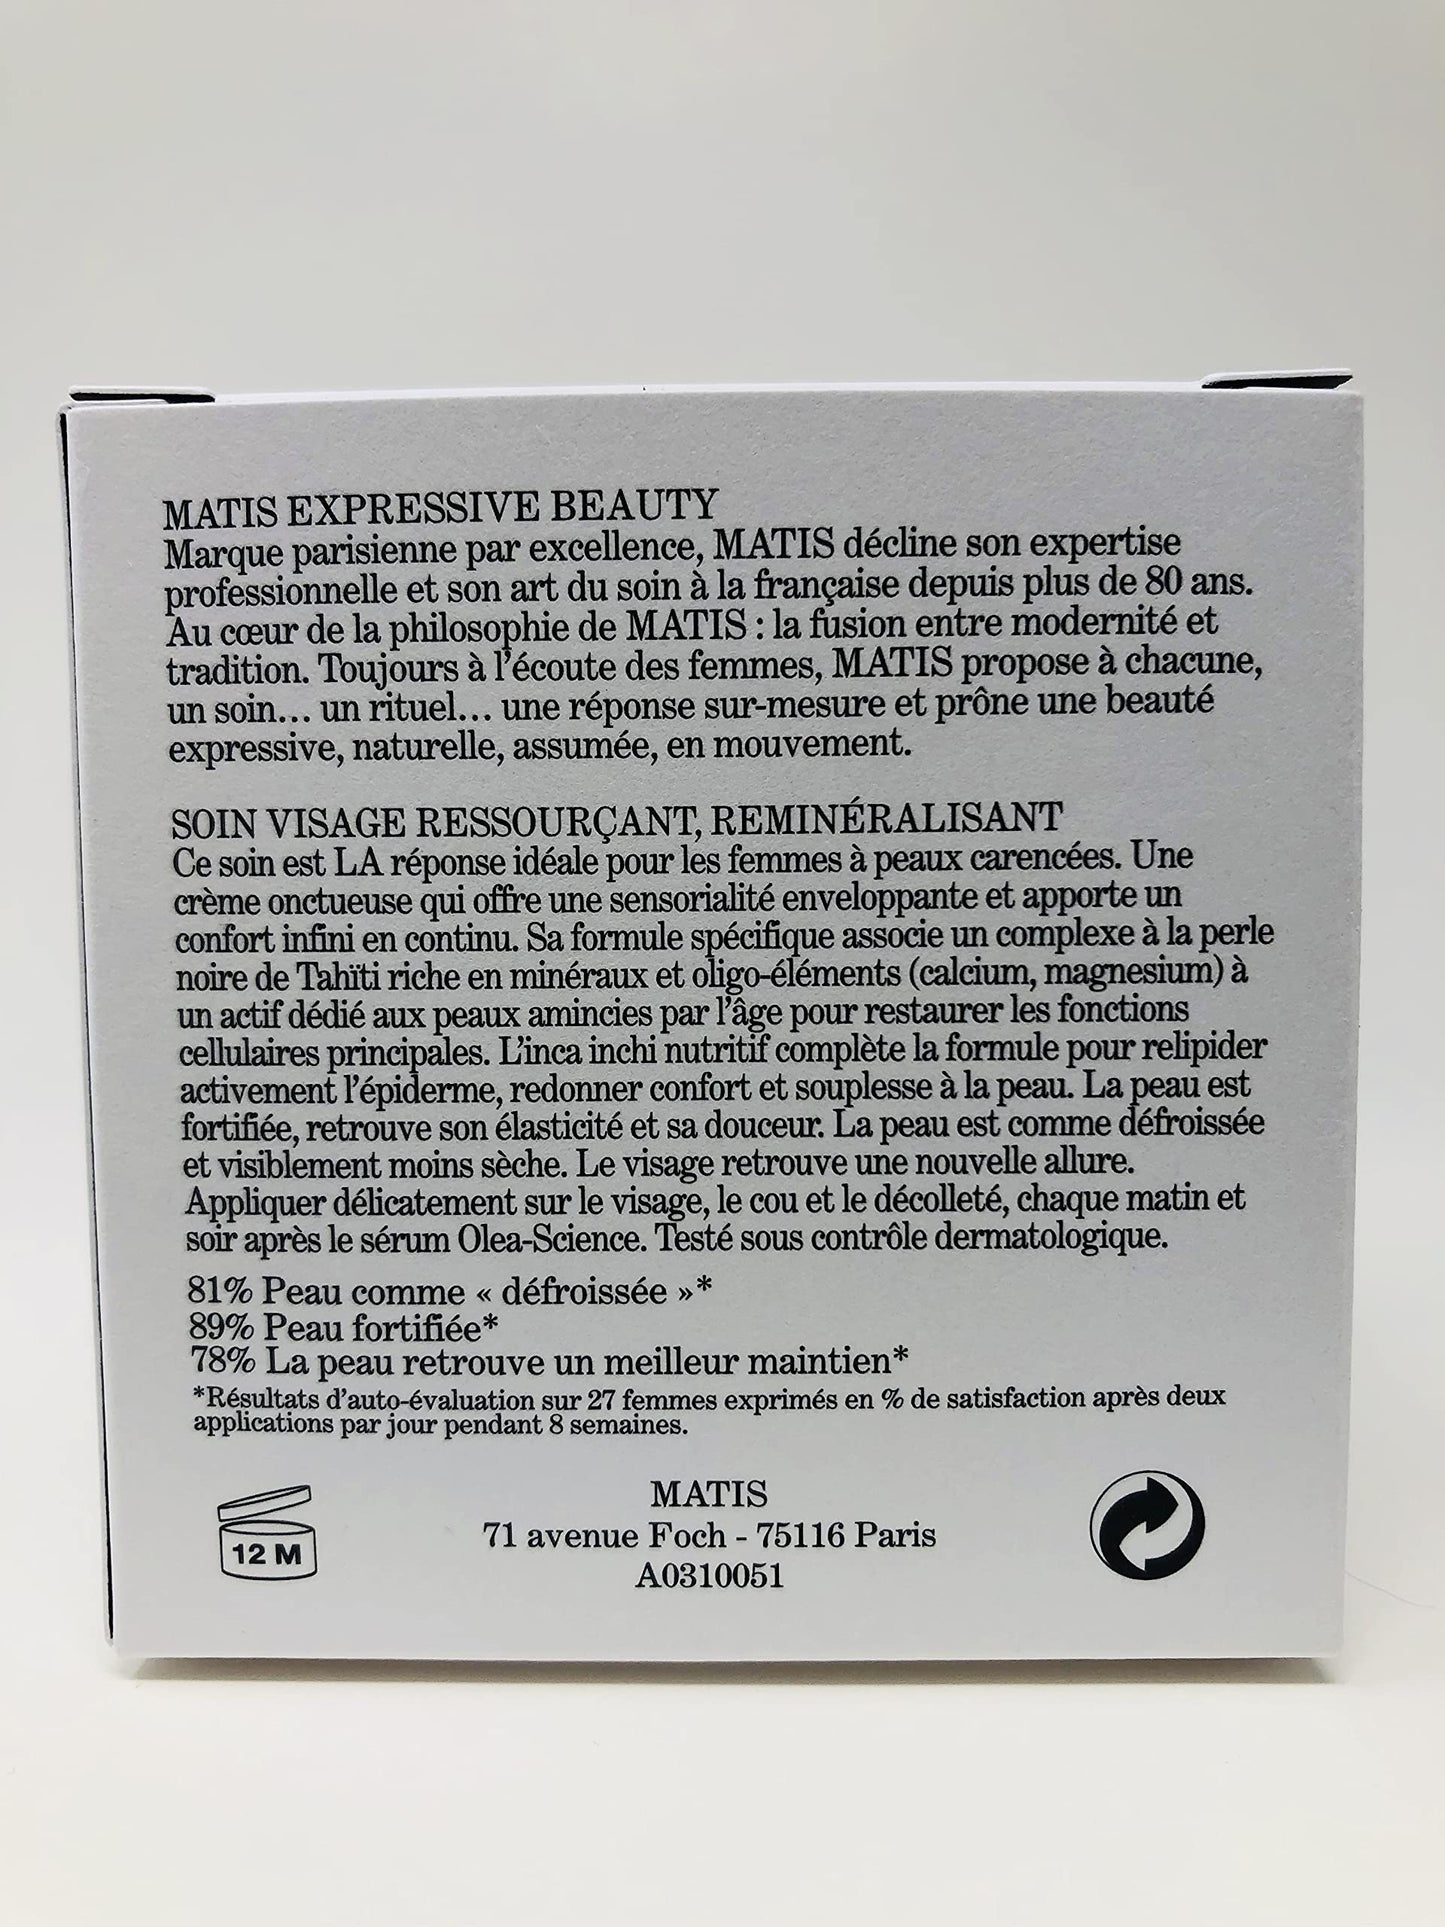 MATIS EXPRESSIVE BEAUTY
Marque parisienne par excellence, MATIS décline son expertise
professionnelle et son art du soin à la française depuis plus de 80 ans.
Au cœur de la philosophie de MATIS : la fusion entre modernité et
tradition. Toujours à l'écoute des femmes, MATIS propose à chacune,
un soin... un rituel... une réponse sur-mesure et prône une beauté
expressive, naturelle, assumée, en mouvement.
SOIN VISAGE RESSOURÇANT, REMINÉRALISANT
Ce soin est LA réponse idéale pour les femmes à peaux carencées. Une
crème onctueuse qui offre une sensorialité enveloppante et apporte un
confort infini en continu. Sa formule spécifique associe un complexe à la perle
noire de Tahïti riche en minéraux et oligo-éléments (calcium, magnesium) à
un actif dédié aux peaux amincies par l'âge pour restaurer les fonctions
cellulaires principales. L'inca inchi nutritif complète la formule pour relipider
activement l'épiderme, redonner confort et souplesse à la peau. La peau est
fortifiée, retrouve son élasticité et sa douceur. La peau est comme défroissée
et visiblement moins sèche. Le visage retrouve une nouvelle allure.
Appliquer délicatement sur le visage, le cou et le décolleté, chaque matin et
soir après le sérum Olea-Science. Testé sous contrôle dermatologique.
81% Peau comme « défroissée »*
89% Peau fortifiée*
78% La peau retrouve un meilleur maintien*
*Résultats d'auto-évaluation sur 27 femmes exprimés en % de satisfaction après deux
applications par jour pendant 8 semaines.
12 M
MATIS
71 avenue Foch - 75116 Paris
A0310051